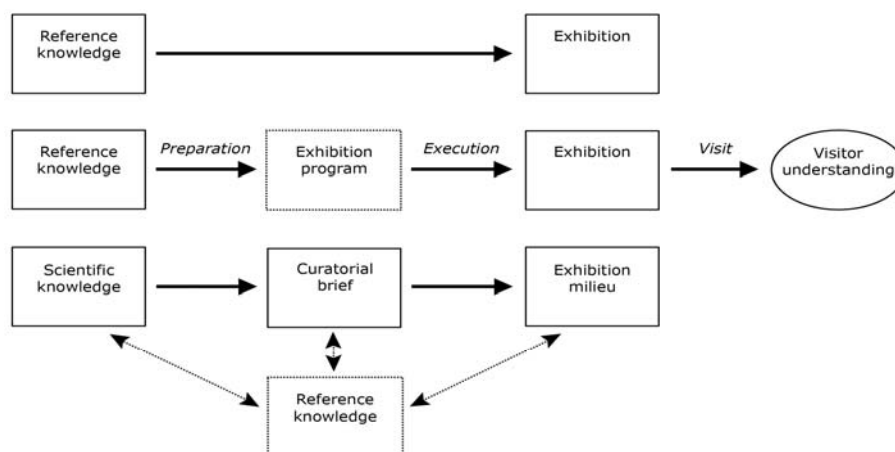 Reference
knowledge
Exhibition
Reference
knowledge
Preparation
Exhibition
program
Execution
Exhibition
Visit
Visitor
understanding
Scientific
knowledge
Curatorial
brief
Exhibition
milieu
Reference
knowledge